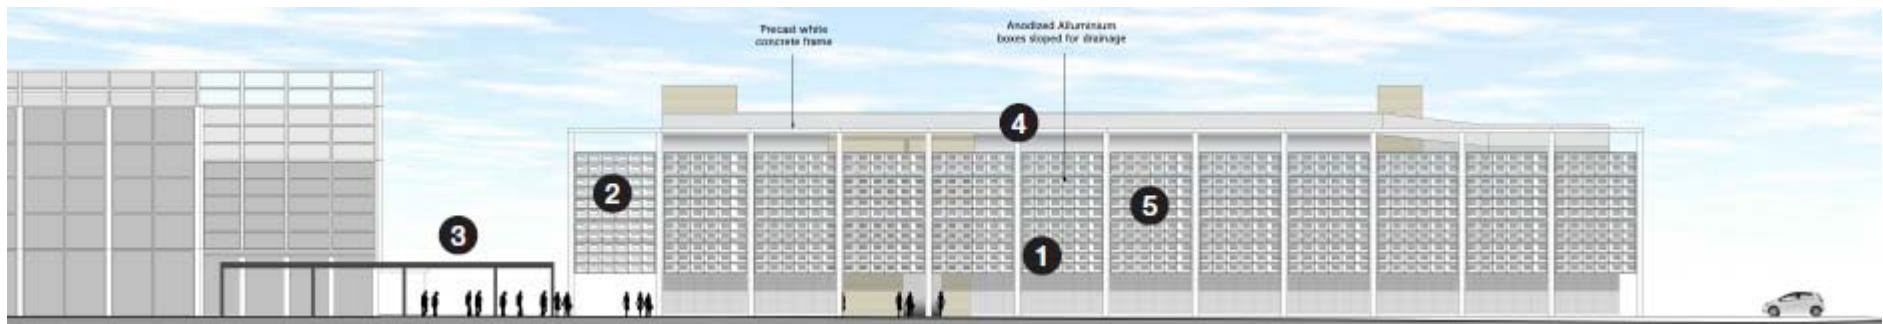 Precast white
concrete frame
Anodized Alluminium
boxes sloped for drainage
4
2
5
3
1